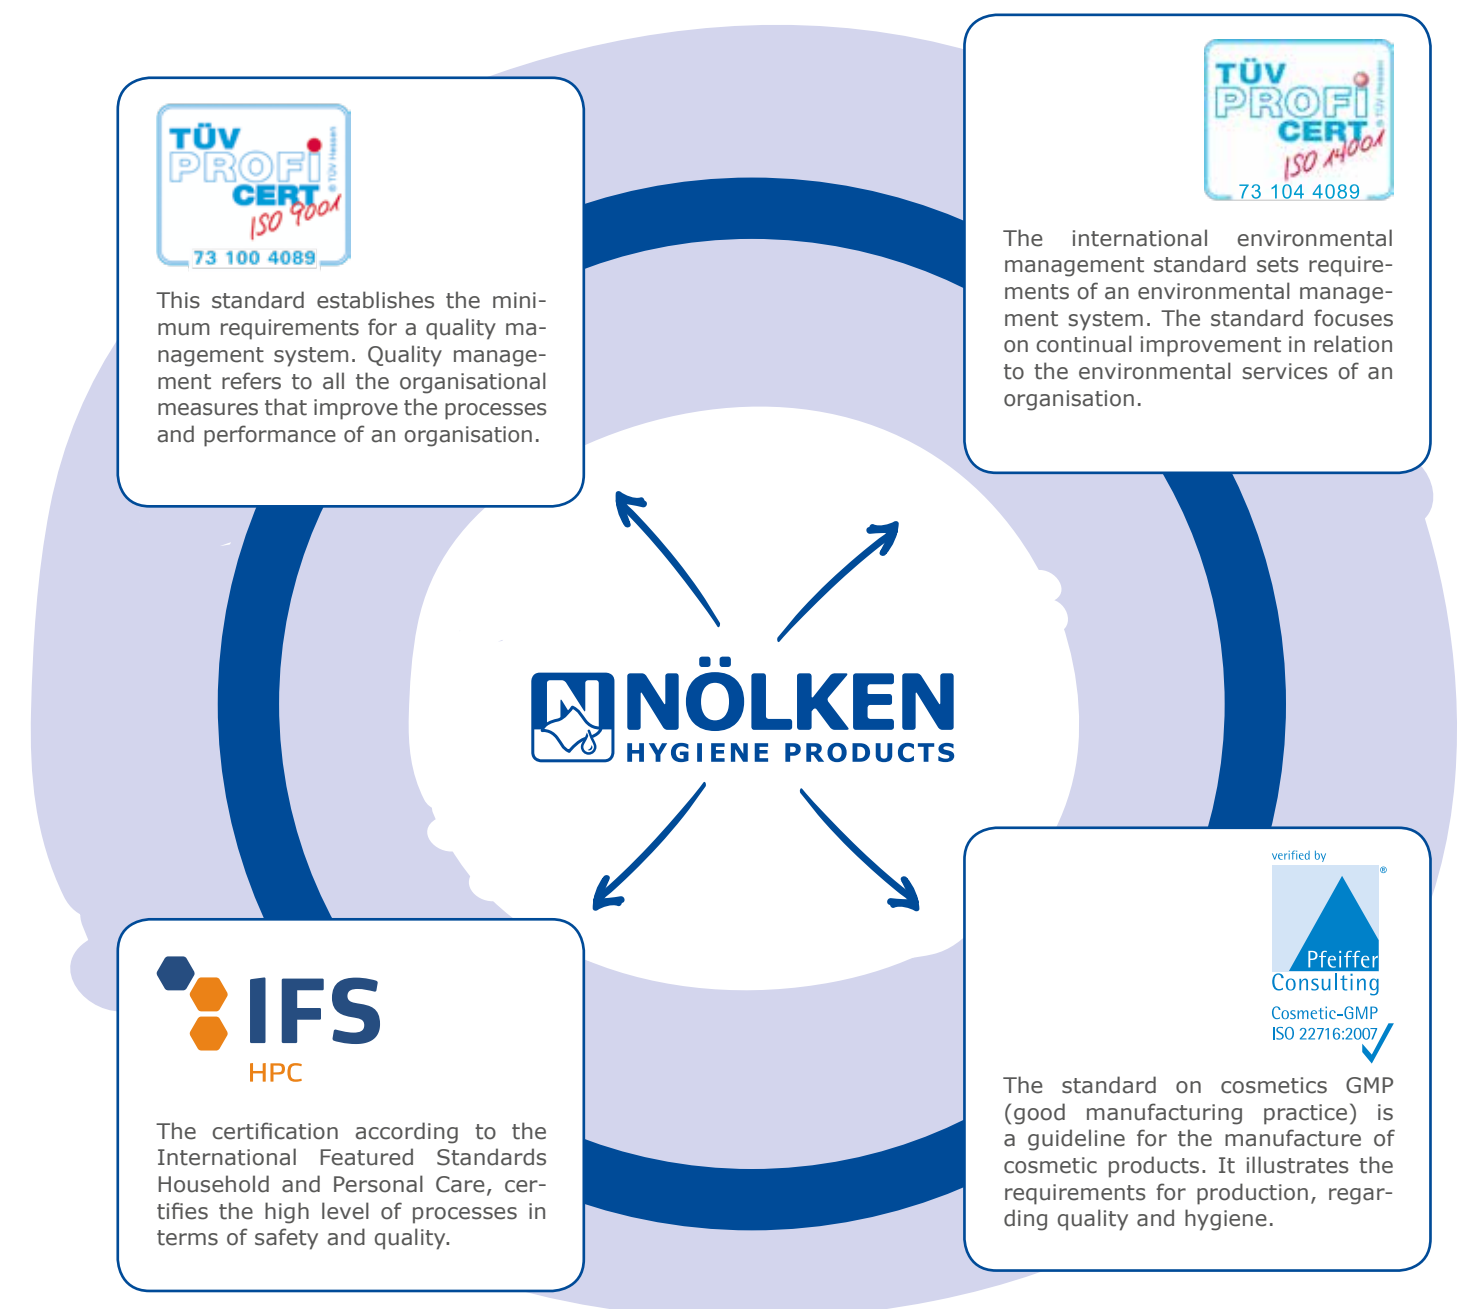 TÜV
PROFI
CERT
ISO 9001
© TÜV Hessen
73 100 4089
This standard establishes the mini-
mum requirements for a quality ma-
nagement system. Quality manage-
ment refers to all the organisational
measures that improve the processes
and performance of an organisation.
TÜV
PROFI
CERT
ISO 14001
© TÜV Hessen
73 104 4089
The international environmental
management standard sets require-
ments of an environmental manage-
ment system. The standard focuses
on continual improvement in relation
to the environmental services of an
organisation.
N NÖLKEN
HYGIENE PRODUCTS
IFS
HPC
The certification according to the
International Featured Standards
Household and Personal Care, cer-
tifies the high level of processes in
terms of safety and quality.
verified by
®
Pfeiffer
Consulting
Cosmetic-GMP
ISO 22716:2007
The standard on cosmetics GMP
(good manufacturing practice) is
a guideline for the manufacture of
cosmetic products. It illustrates the
requirements for production, regar-
ding quality and hygiene.